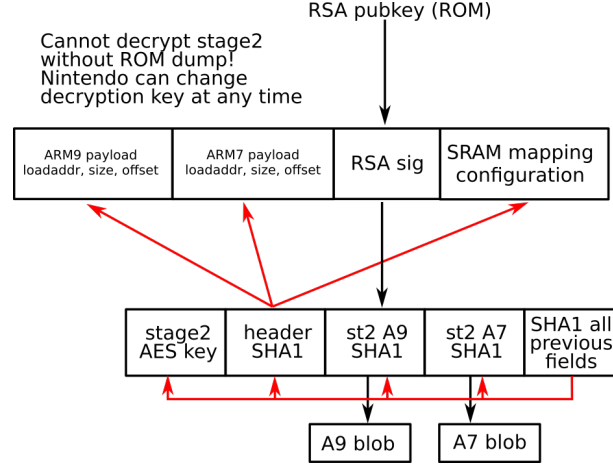 RSA pubkey (ROM)
Cannot decrypt stage2
without ROM dump!
Nintendo can change
decryption key at any time
ARM9 payload
loadaddr, size, offset
ARM7 payload
loadaddr, size, offset
RSA sig
SRAM mapping
configuration
stage2
AES key
header
SHA1
st2 A9
SHA1
st2 A7
SHA1
SHA1 all
previous
fields
A9 blob
A7 blob